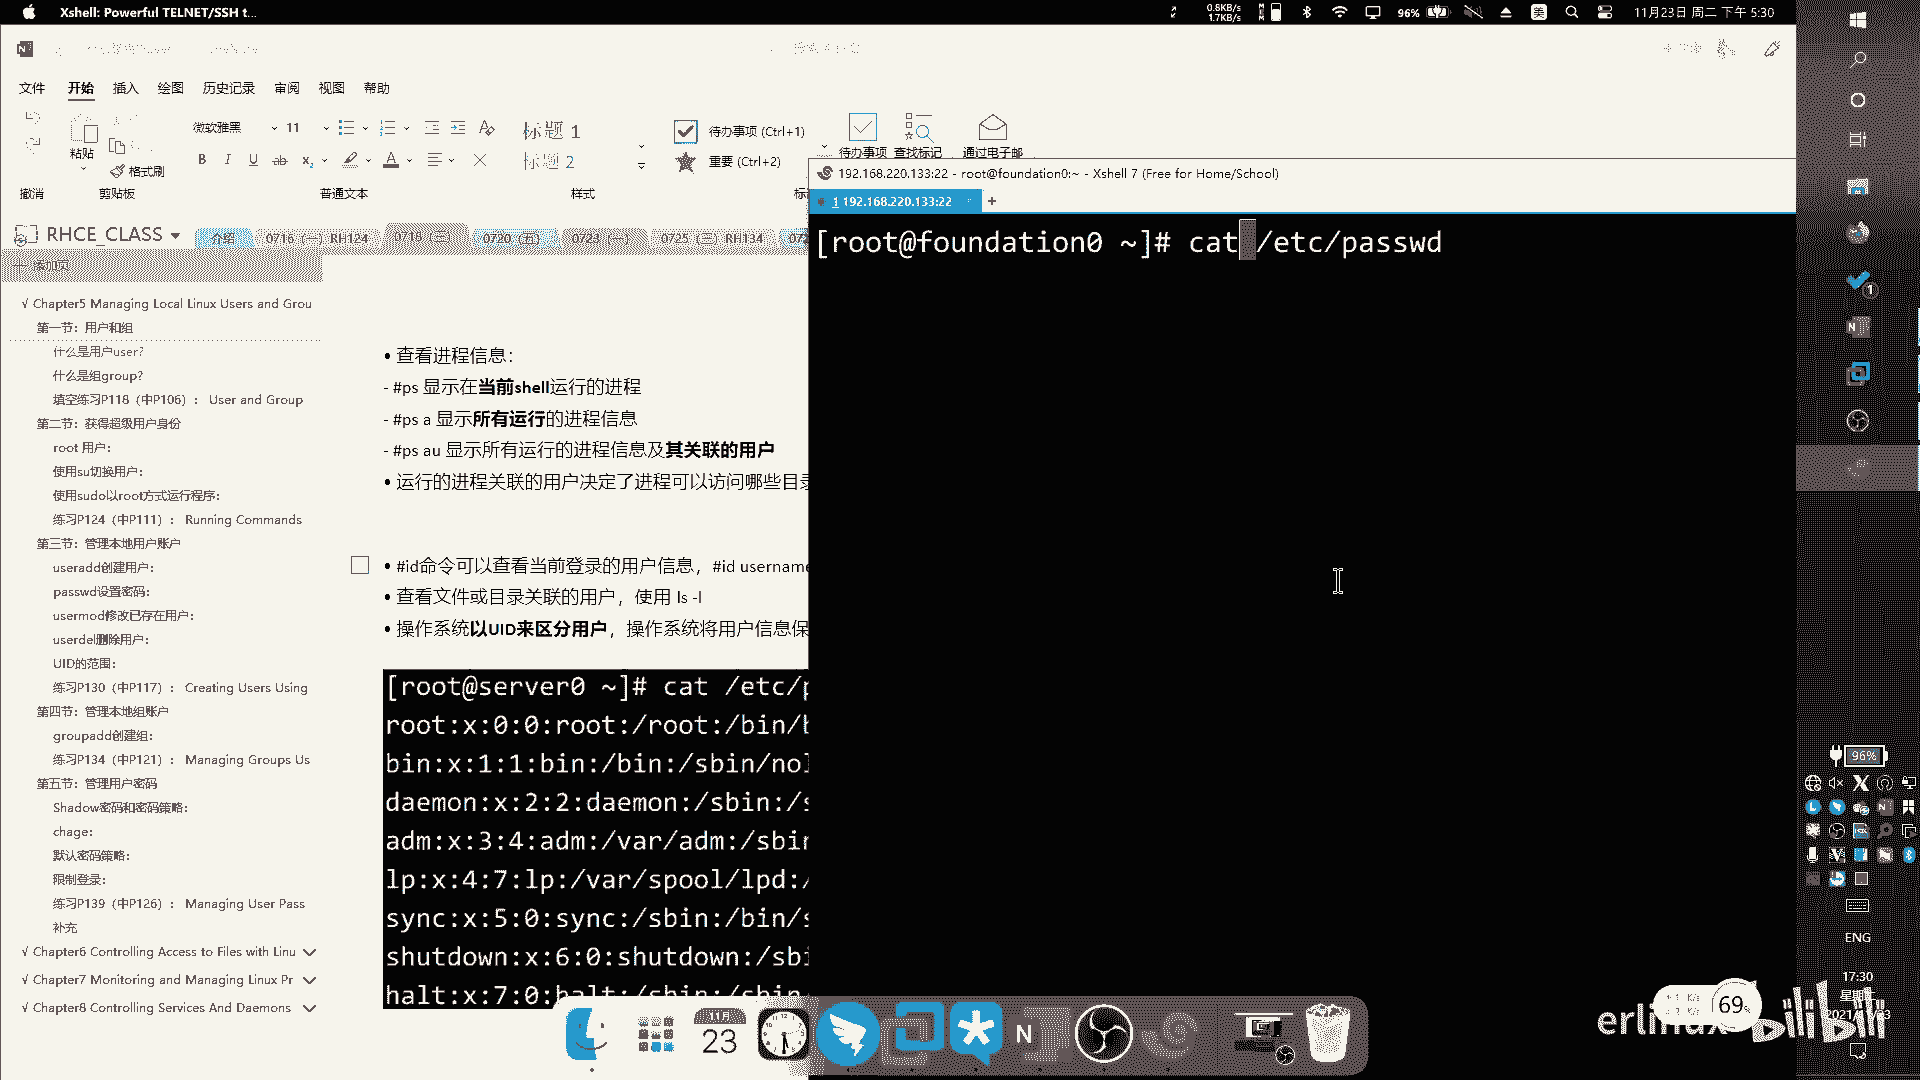 Xshell: Powerful TELNET/SSH t...
0.8KB/s
1.7KB/s
96%
美
11月23日 周二 下午 5:30
文件 开始 插入 绘图 历史记录 审阅 视图 帮助
粘贴
格式刷
微软雅黑 11
标题 1
标题 2
待办事项 (Ctrl+1)
重要 (Ctrl+2)
待办事项 查找标记 通过电子邮
撤消 剪贴板 普通文本 样式
192.168.220.133:22 - root@foundation0:~ - Xshell 7 (Free for Home/School)
1 192.168.220.133:22
RHCE_CLASS
介绍 0716 (一) RH124 0720 (三) 0723 (一) 0725 (三) RH134
添加页
[root@foundation0 ~]# cat /etc/passwd
√ Chapter5 Managing Local Linux Users and Grou
第一节：用户和组
什么是用户user?
什么是组group?
填空练习P118（中P106）： User and Group
第二节：获得超级用户身份
root 用户：
使用su切换用户：
使用sudo以root方式运行程序：
练习P124（中P111）： Running Commands
第三节：管理本地用户账户
useradd创建用户：
passwd设置密码：
usermod修改已存在用户：
userdel删除用户：
UID的范围：
练习P130（中P117）： Creating Users Using
第四节：管理本地组账户
groupadd创建组：
练习P134（中P121）： Managing Groups Us
第五节：管理用户密码
Shadow密码和密码策略：
chage：
默认密码策略：
限制登录：
练习P139（中P126）： Managing User Pass
补充
√ Chapter6 Controlling Access to Files with Linu
√ Chapter7 Monitoring and Managing Linux Pr
√ Chapter8 Controlling Services And Daemons
• 查看进程信息：
- #ps 显示在当前shell运行的进程
- #ps a 显示所有运行的进程信息
- #ps au 显示所有运行的进程信息及其关联的用户
• 运行的进程关联的用户决定了进程可以访问哪些目录
• #id命令可以查看当前登录的用户信息，#id username
• 查看文件或目录关联的用户，使用 ls -l
• 操作系统以UID来区分用户，操作系统将用户信息保
[root@server0 ~]# cat /etc/p
root:x:0:0:root:/root:/bin/b
bin:x:1:1:bin:/bin:/sbin/nol
daemon:x:2:2:daemon:/sbin:/s
adm:x:3:4:adm:/var/adm:/sbin
lp:x:4:7:lp:/var/spool/lpd:/
sync:x:5:0:sync:/sbin:/bin/s
shutdown:x:6:0:shutdown:/sbi
halt:x:7:0:halt:/sbin:/sbin
11月
23
1
96%
ENG
17:30
69%
erlinux bilibili